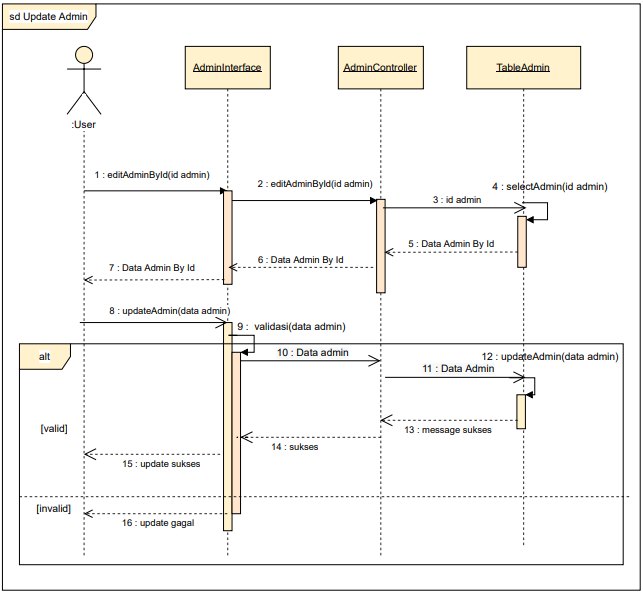 sd Update Admin
AdminInterface
AdminController
TableAdmin
:User
1 : editAdminById(id admin)
2 : editAdminById(id admin)
3 : id admin
4 : selectAdmin(id admin)
5 : Data Admin By Id
6 : Data Admin By Id
7 : Data Admin By Id
8 : updateAdmin(data admin)
9 : validasi(data admin)
alt
10 : Data admin
11 : Data Admin
12 : updateAdmin(data admin)
[valid]
13 : message sukses
14 : sukses
15 : update sukses
[invalid]
16 : update gagal